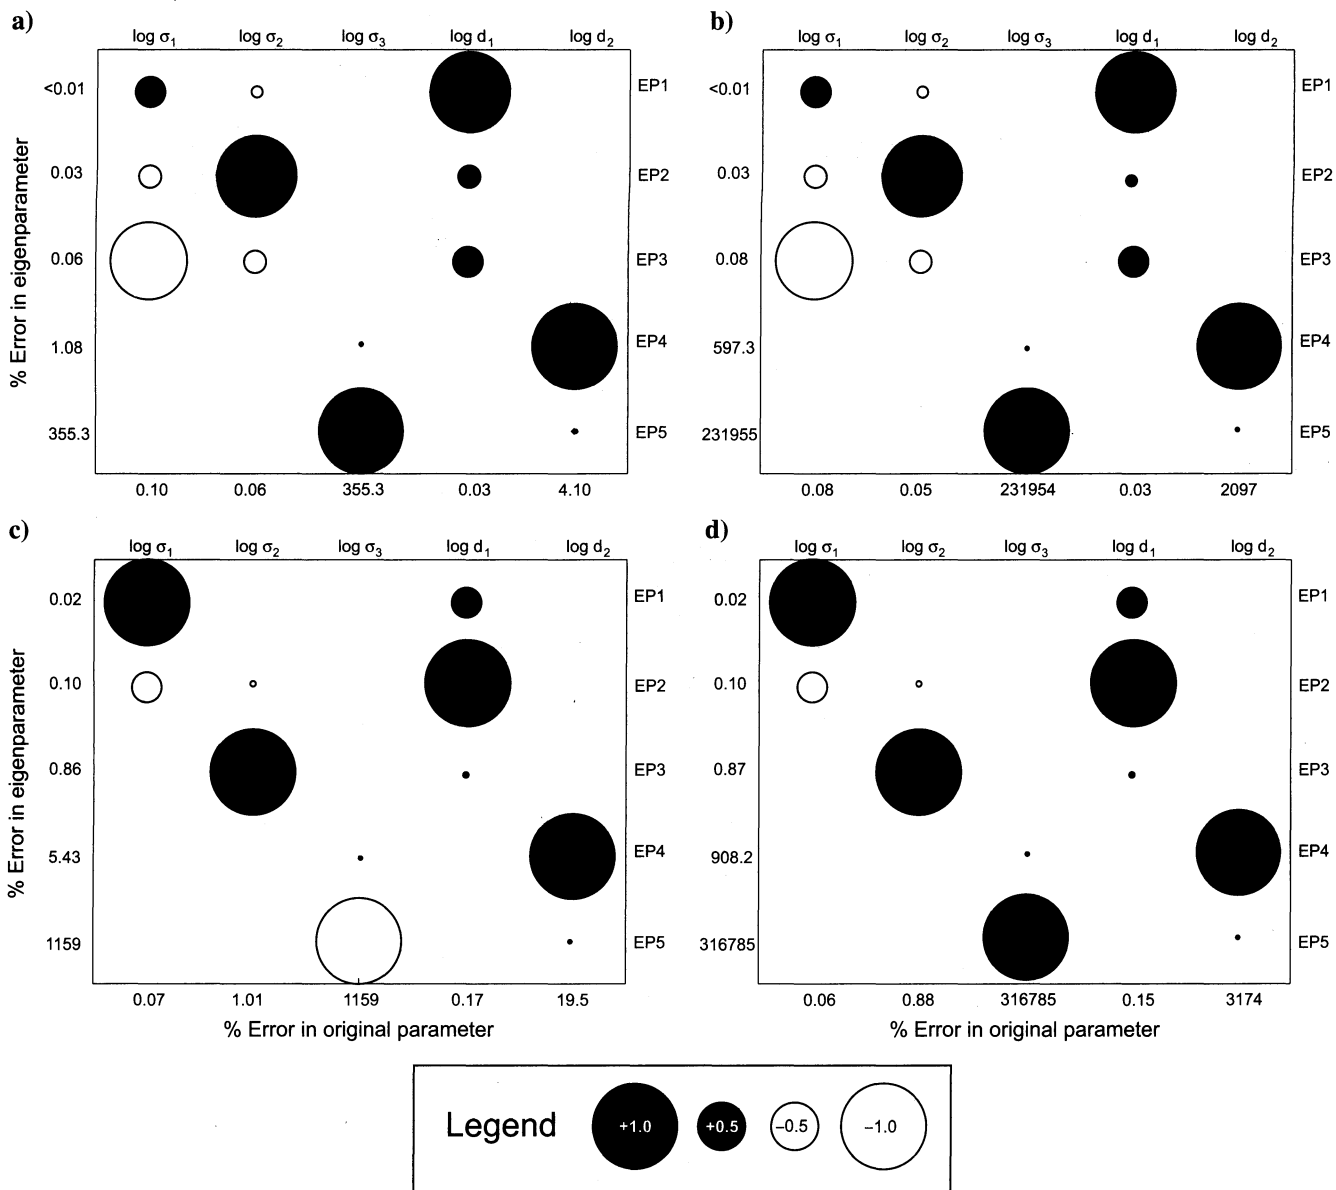 a)
log σ1 log σ2 log σ3 log d1 log d2
% Error in eigenparameter
<0.01 EP1
0.03 EP2
0.06 EP3
1.08 EP4
355.3 EP5
0.10 0.06 355.3 0.03 4.10
b)
log σ1 log σ2 log σ3 log d1 log d2
<0.01 EP1
0.03 EP2
0.08 EP3
597.3 EP4
231955 EP5
0.08 0.05 231954 0.03 2097
c)
log σ1 log σ2 log σ3 log d1 log d2
% Error in eigenparameter
0.02 EP1
0.10 EP2
0.86 EP3
5.43 EP4
1159 EP5
0.07 1.01 1159 0.17 19.5
% Error in original parameter
d)
log σ1 log σ2 log σ3 log d1 log d2
0.02 EP1
0.10 EP2
0.87 EP3
908.2 EP4
316785 EP5
0.06 0.88 316785 0.15 3174
% Error in original parameter
Legend +1.0 +0.5 −0.5 −1.0